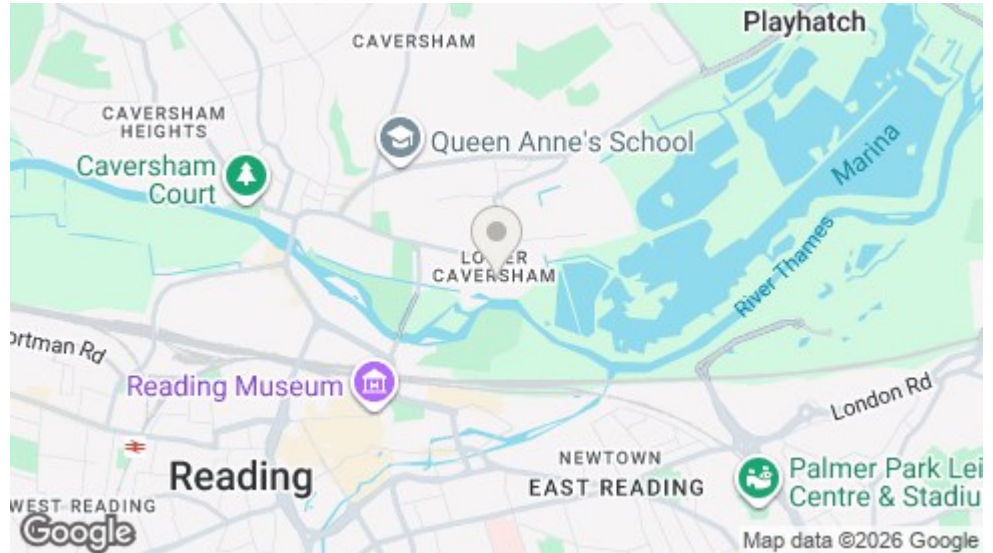 Playhatch
CAVERSHAM
CAVERSHAM
HEIGHTS
Queen Anne's School
Caversham
Court
Marina
River Thames
CAVERSHAM
ortman Rd
Reading Museum
London Rd
NEWTOWN
EAST READING
Reading
Palmer Park Lei
Centre & Stadiu
WEST READING
Google
Map data ©2026 Google